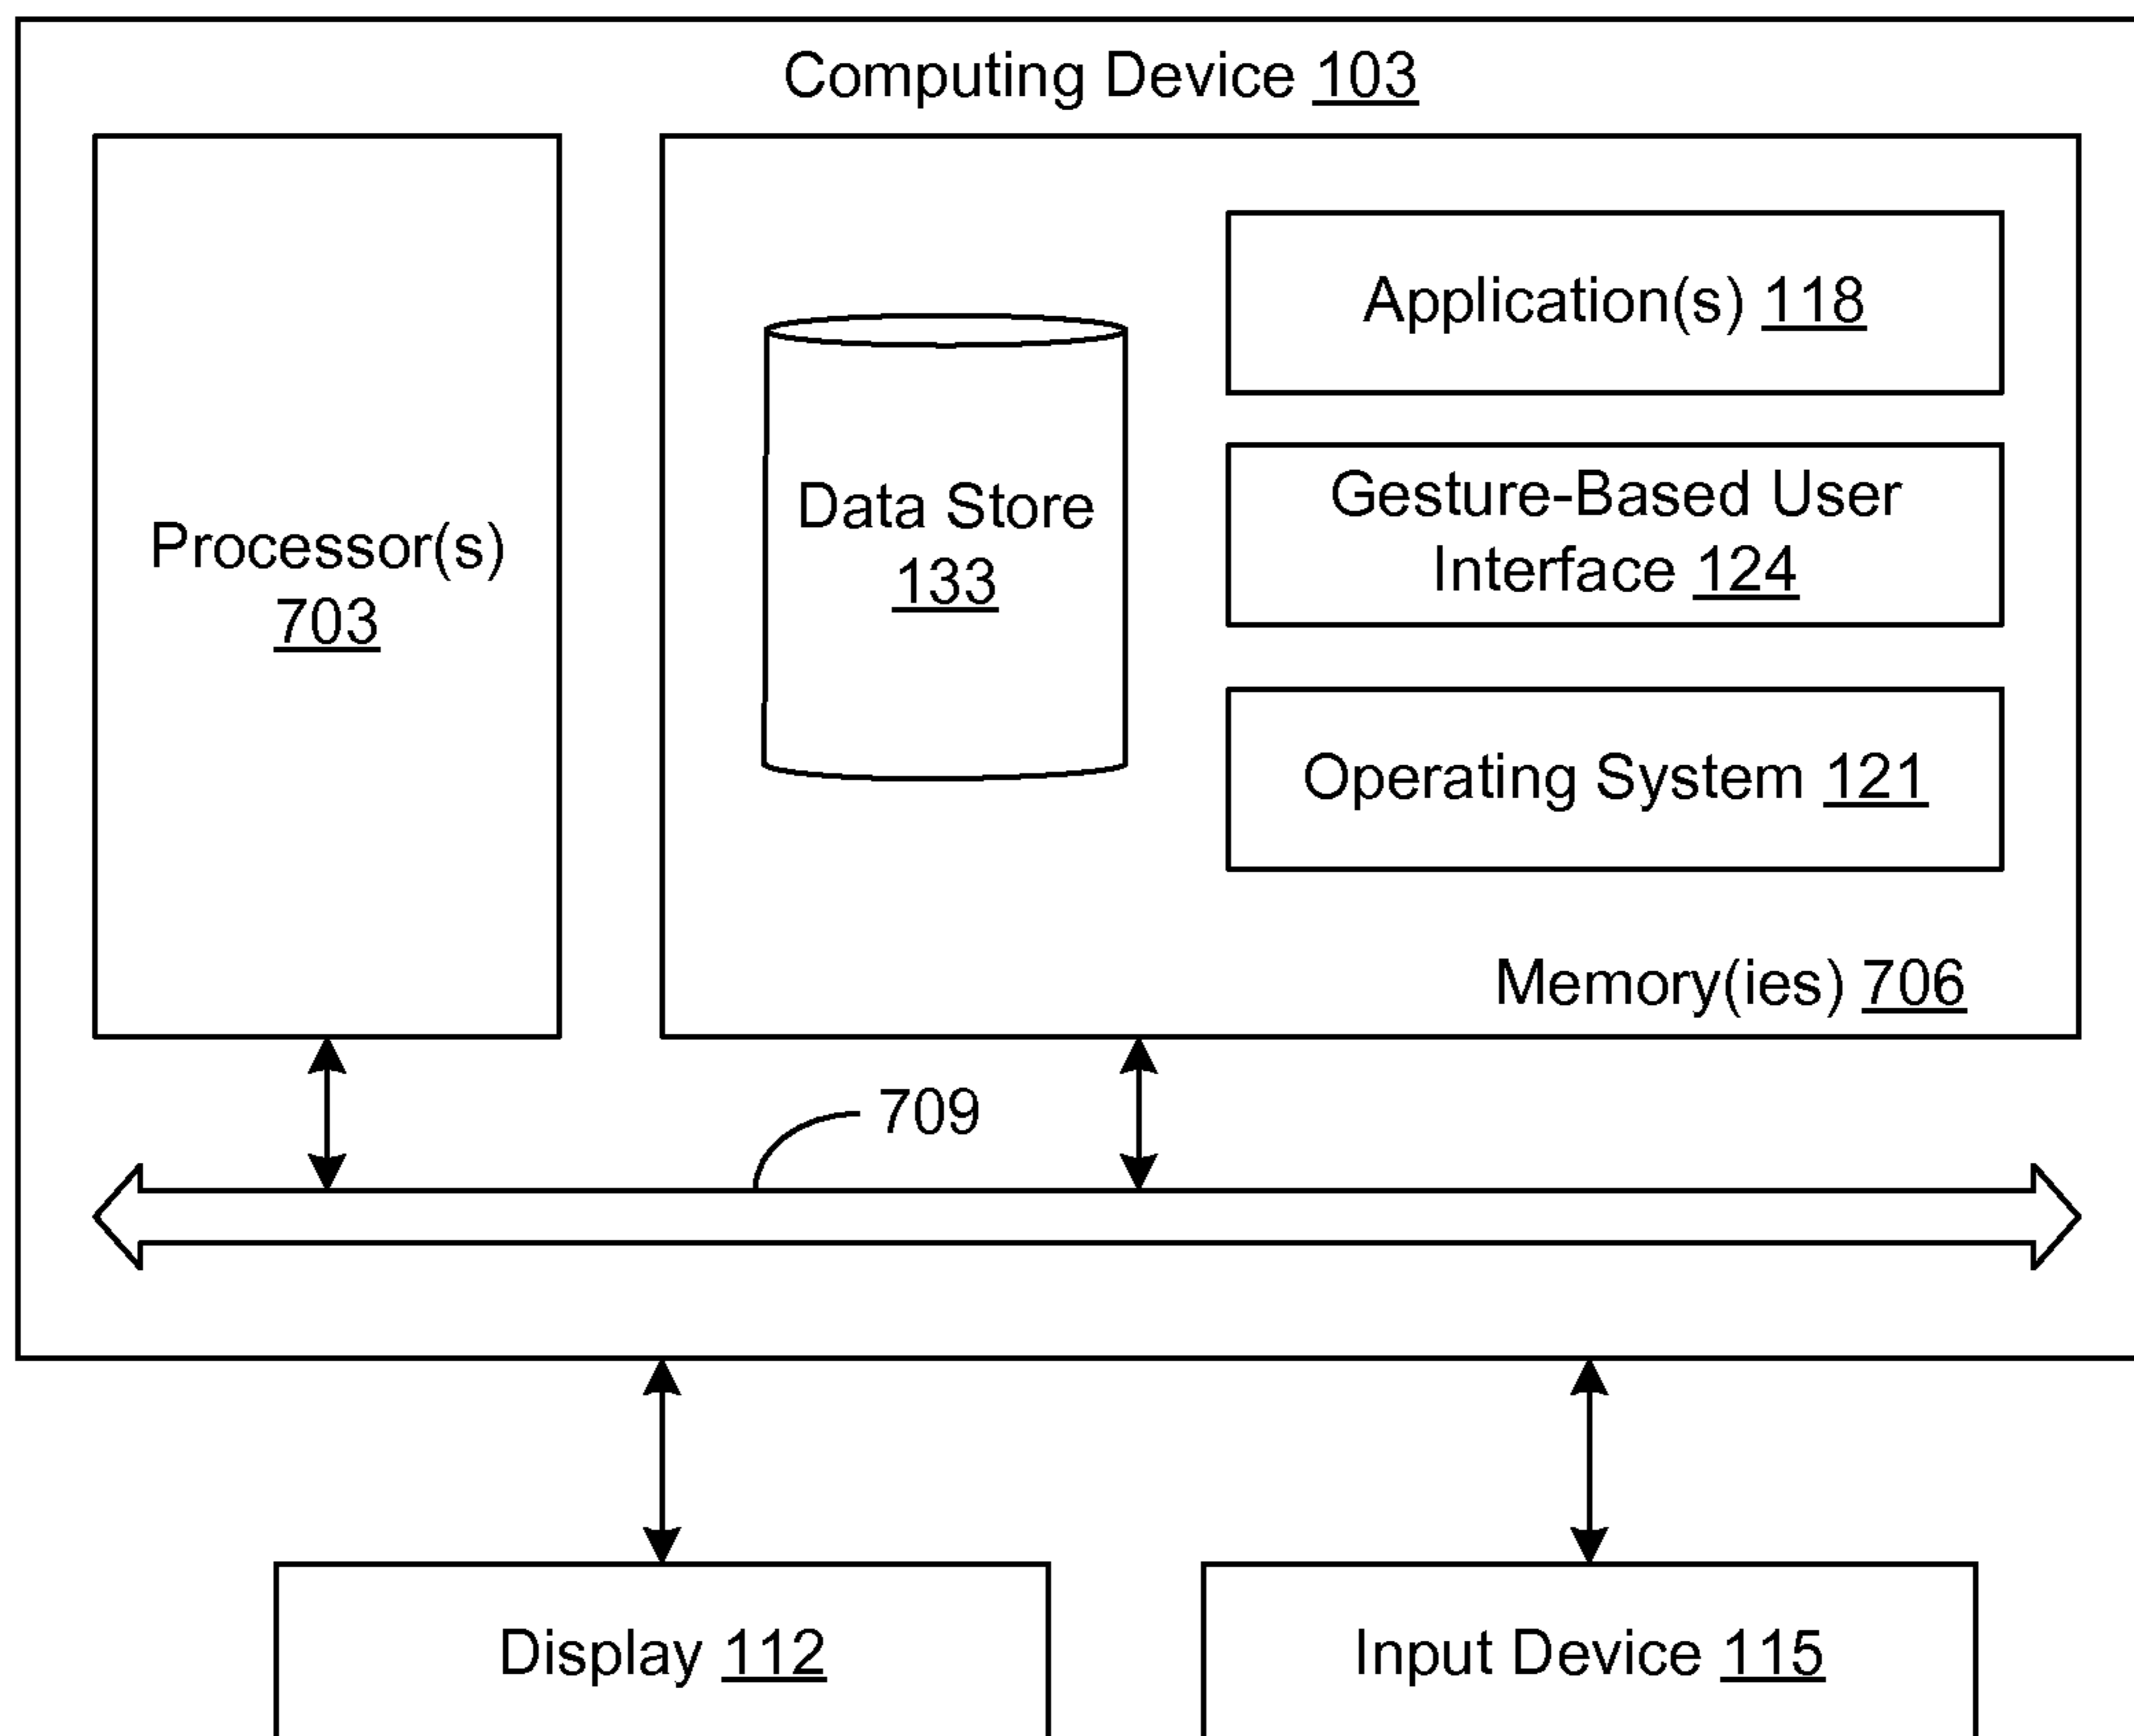 Computing Device 103
Processor(s)
703
Data Store
133
Application(s) 118
Gesture-Based User
Interface 124
Operating System 121
Memory(ies) 706
709
Display 112
Input Device 115